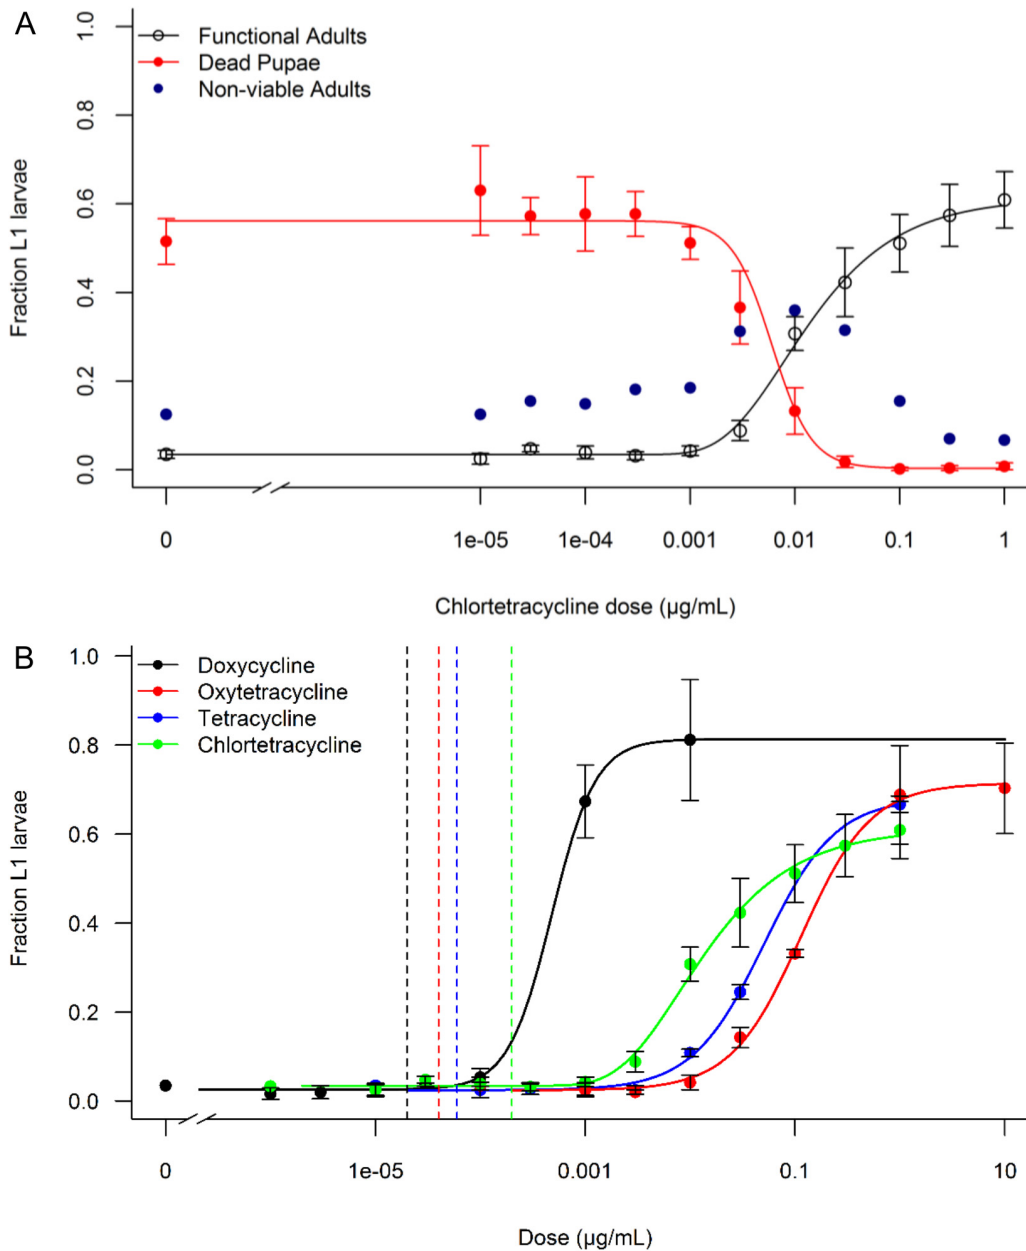 A
Functional Adults
Dead Pupae
Non-viable Adults
Fraction L1 larvae
1.0
0.8
0.6
0.4
0.2
0.0
0 1e-05 1e-04 0.001 0.01 0.1 1
Chlortetracycline dose (µg/mL)
B
Doxycycline
Oxytetracycline
Tetracycline
Chlortetracycline
Fraction L1 larvae
1.0
0.8
0.6
0.4
0.2
0.0
0 1e-05 0.001 0.1 10
Dose (µg/mL)